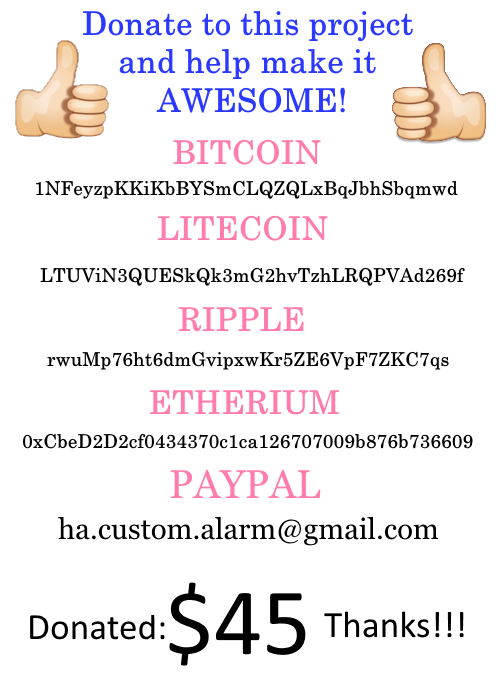 Donate to this project
and help make it
AWESOME!
BITCOIN
1NFeyzpKKiKbBYSmCLQZQLxBqJbhSbqmwd
LITECOIN
LTUViN3QUESkQk3mG2hvTzhLRQPVAd269f
RIPPLE
rwuMp76ht6dmGvipxwKr5ZE6VpF7ZKC7qs
ETHERIUM
0xCbeD2D2cf0434370c1ca126707009b876b736609
PAYPAL
ha.custom.alarm@gmail.com
Donated: $45 Thanks!!!